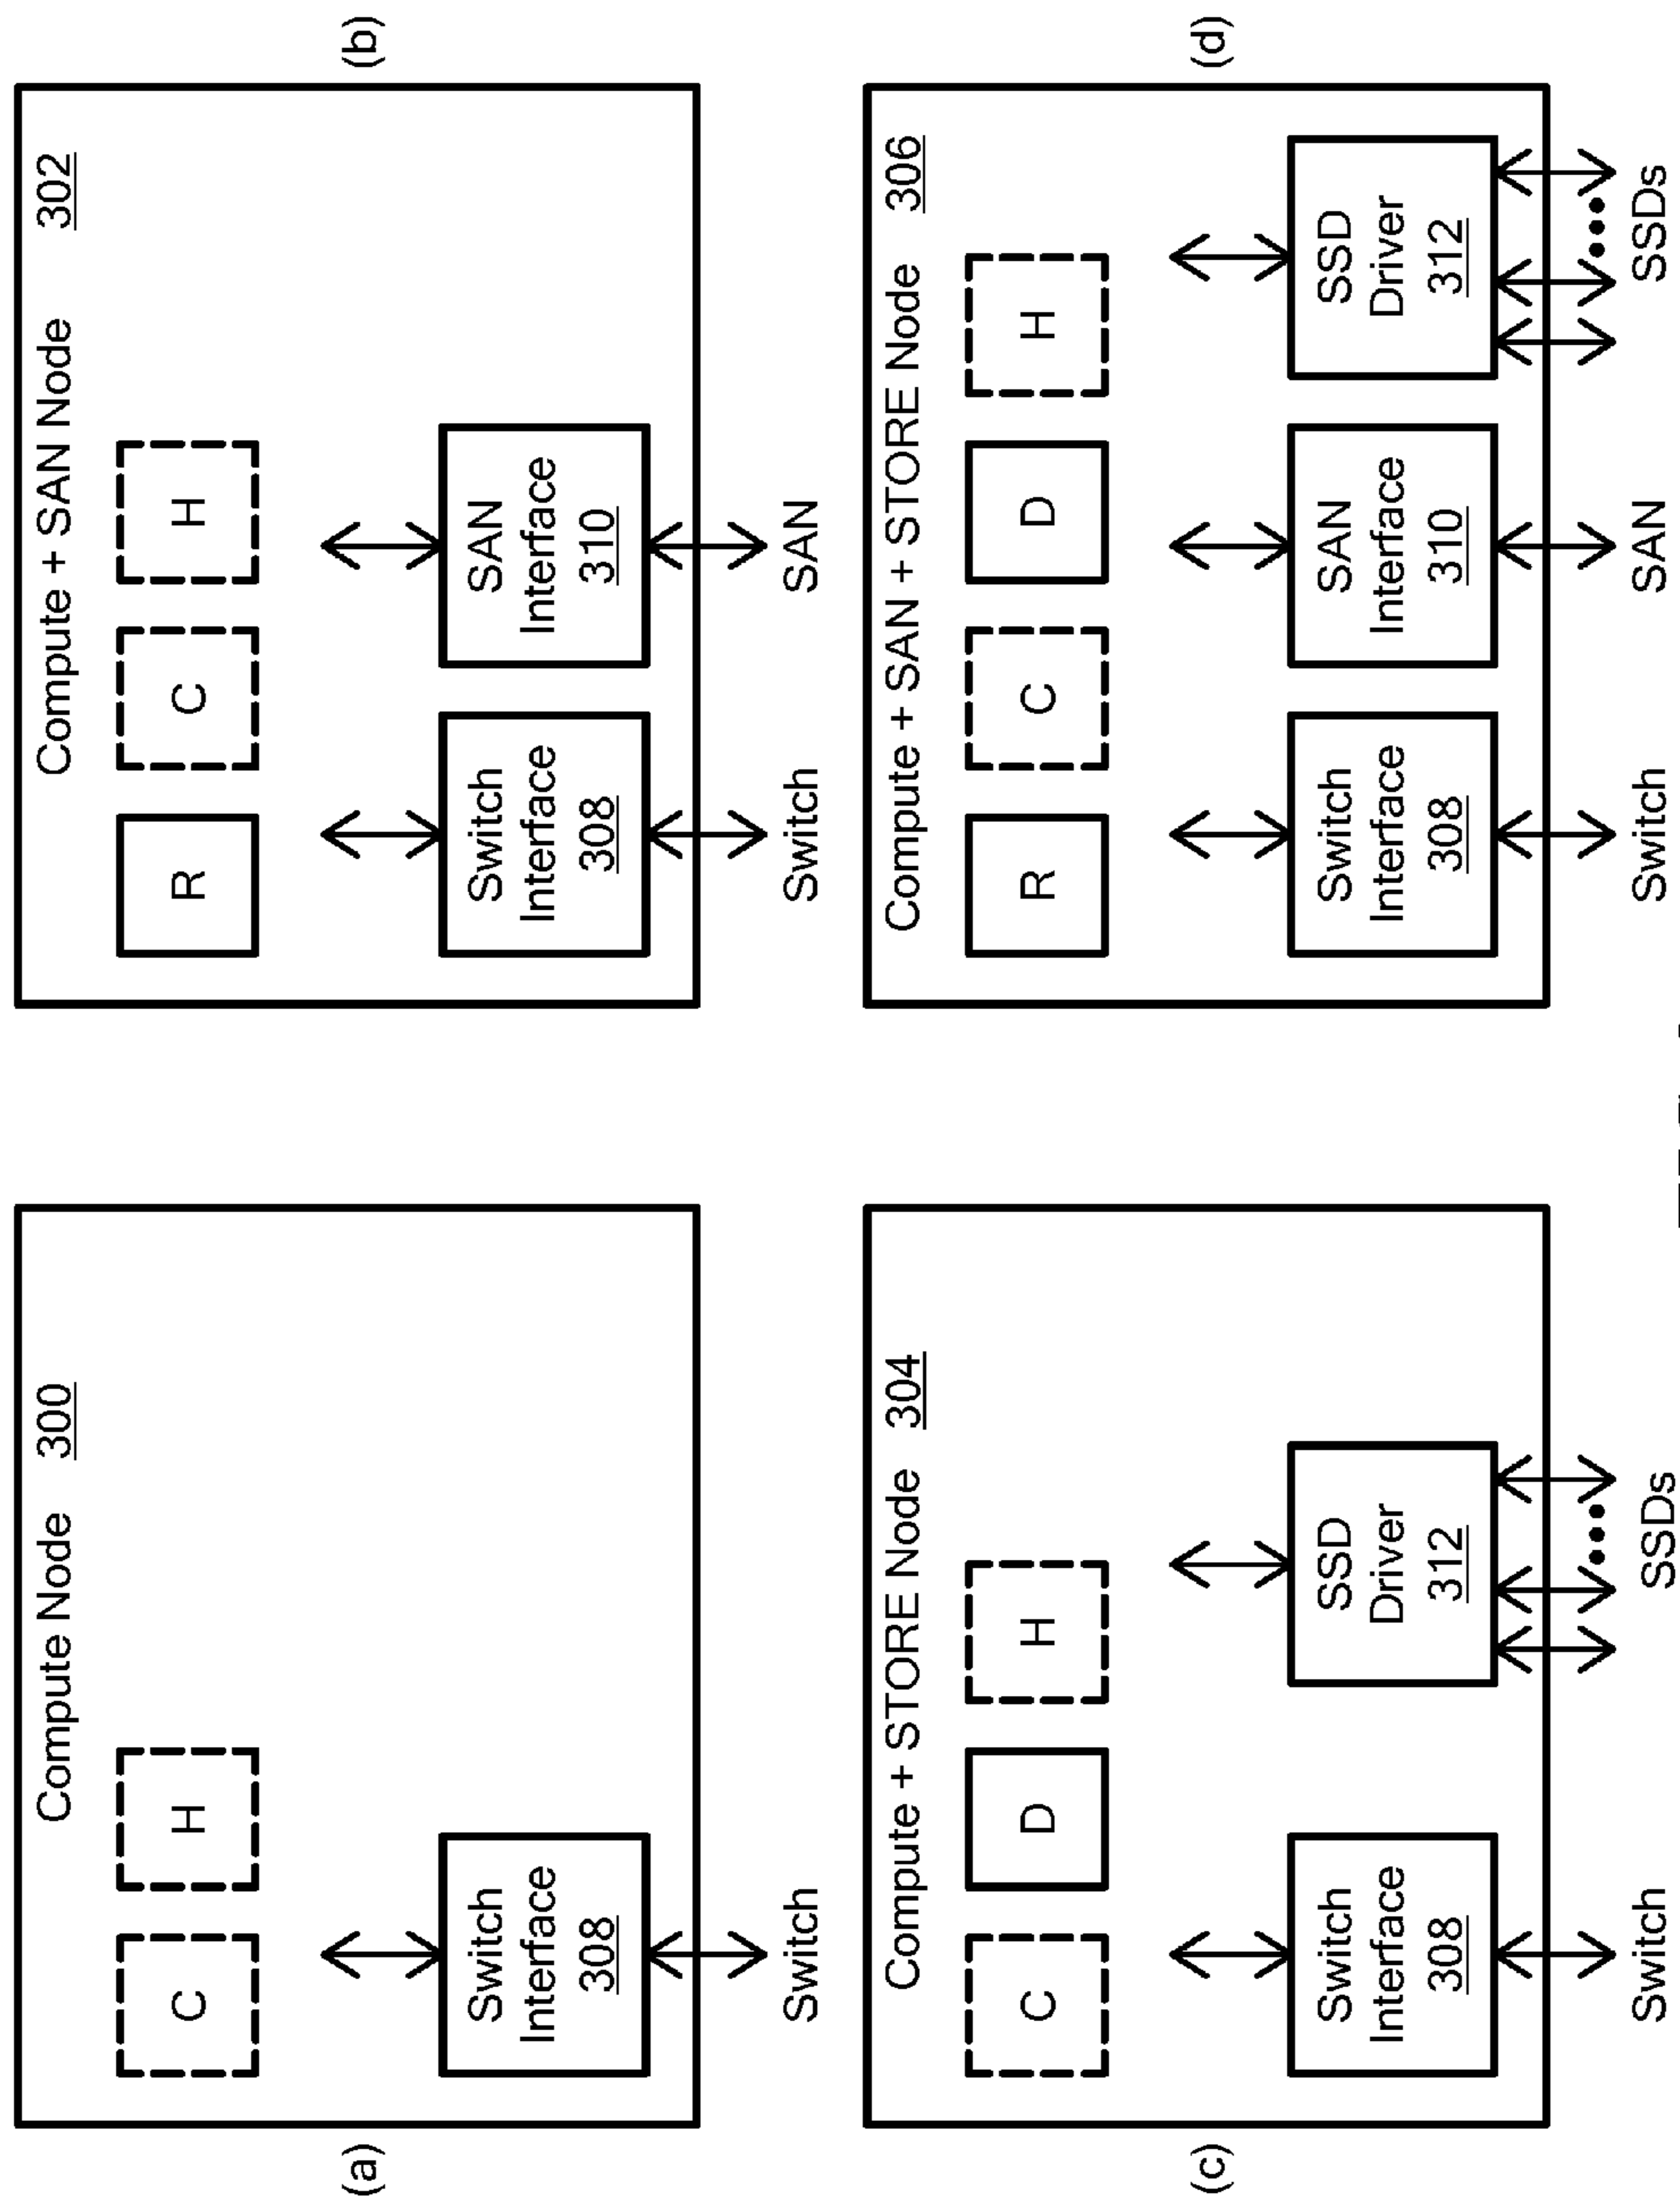 (a)
Compute Node 300
C
H
Switch
Interface
308
Switch
(b)
Compute + SAN Node 302
R
C
H
Switch
Interface
308
SAN
Interface
310
Switch
SAN
(c)
Compute + STORE Node 304
C
D
H
Switch
Interface
308
SSD
Driver
312
Switch
SSDs
(d)
Compute + SAN + STORE Node 306
R
C
D
H
Switch
Interface
308
SAN
Interface
310
SSD
Driver
312
Switch
SAN
SSDs